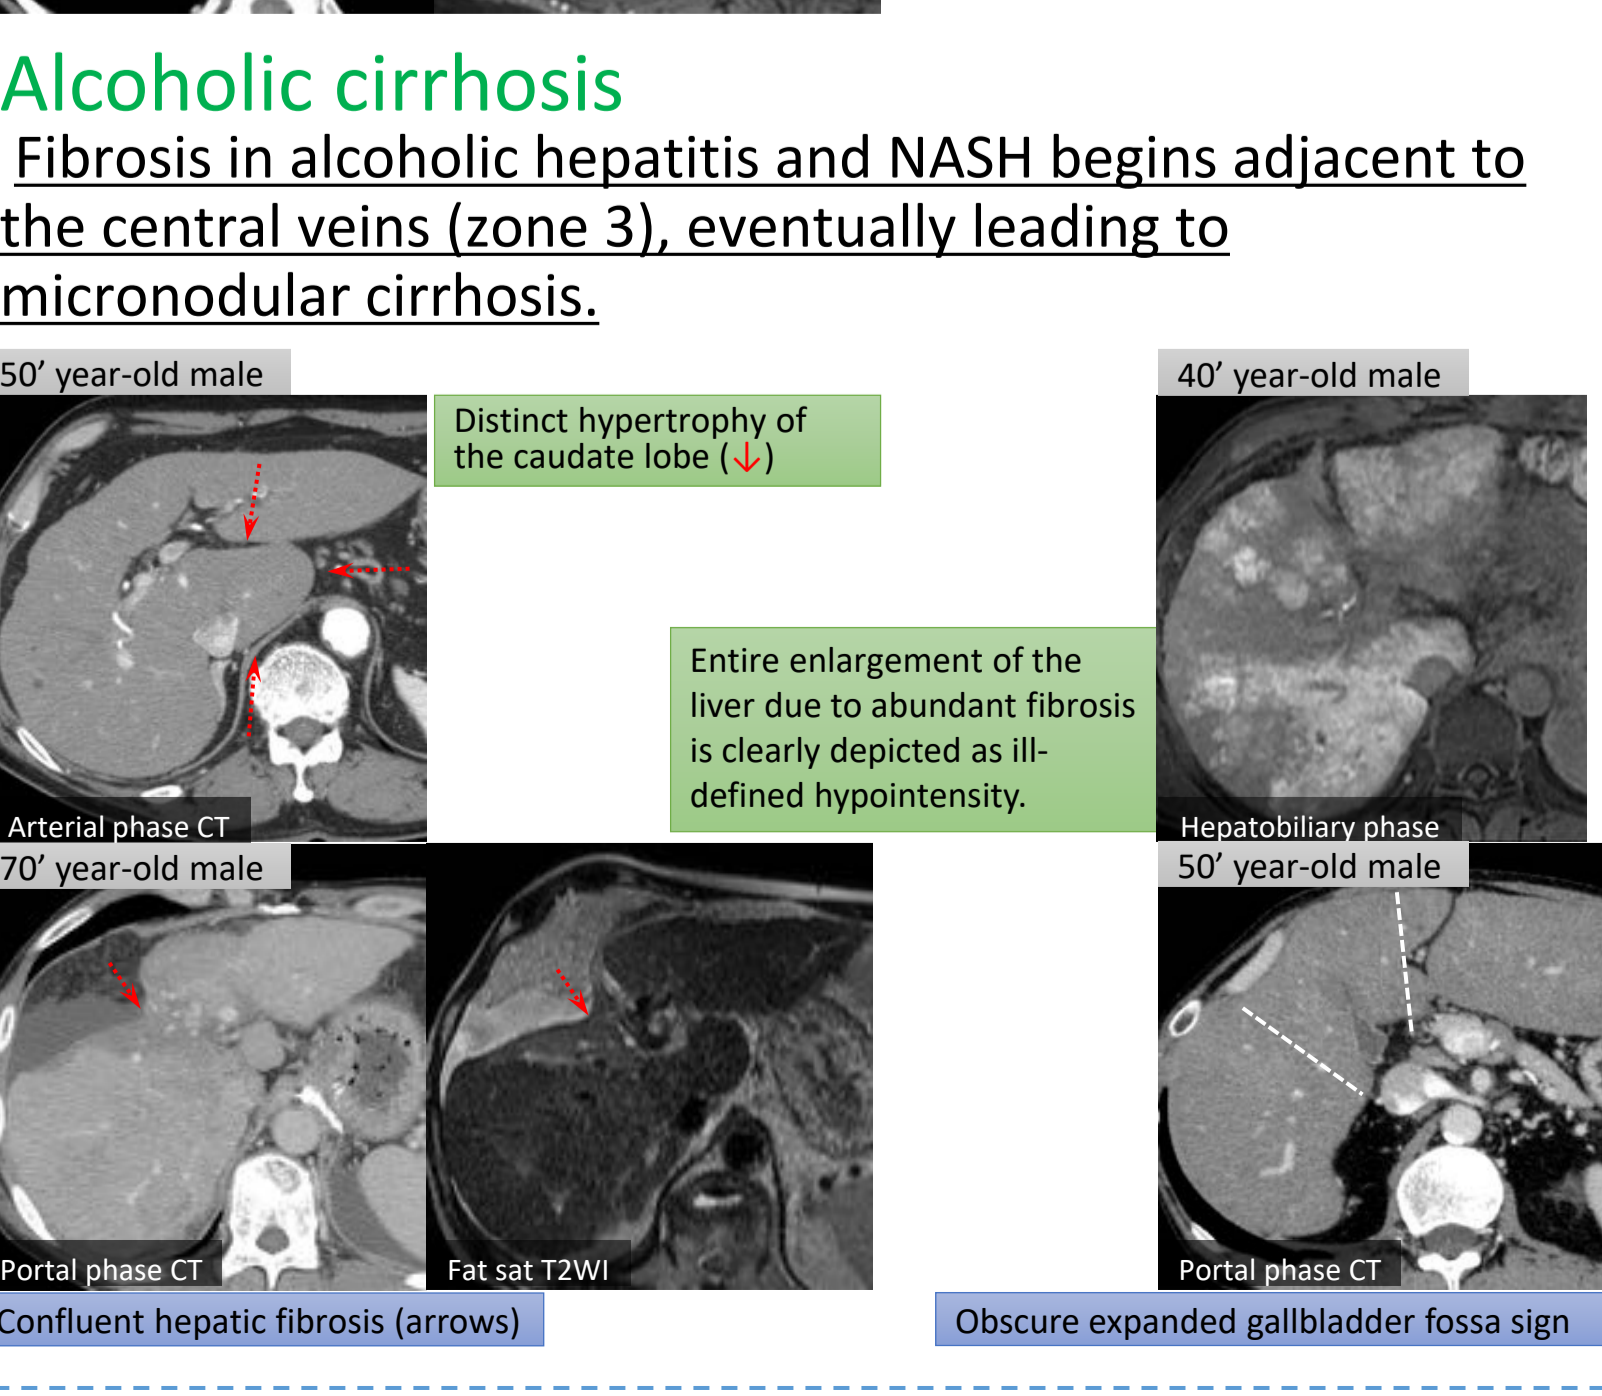 Alcoholic cirrhosis
Fibrosis in alcoholic hepatitis and NASH begins adjacent to
the central veins (zone 3), eventually leading to
micronodular cirrhosis.
50’ year-old male
Distinct hypertrophy of
the caudate lobe (↓)
Arterial phase CT
40’ year-old male
Entire enlargement of the
liver due to abundant fibrosis
is clearly depicted as ill-
defined hypointensity.
Hepatobiliary phase
70’ year-old male
Portal phase CT
Fat sat T2WI
Confluent hepatic fibrosis (arrows)
50’ year-old male
Portal phase CT
Obscure expanded gallbladder fossa sign